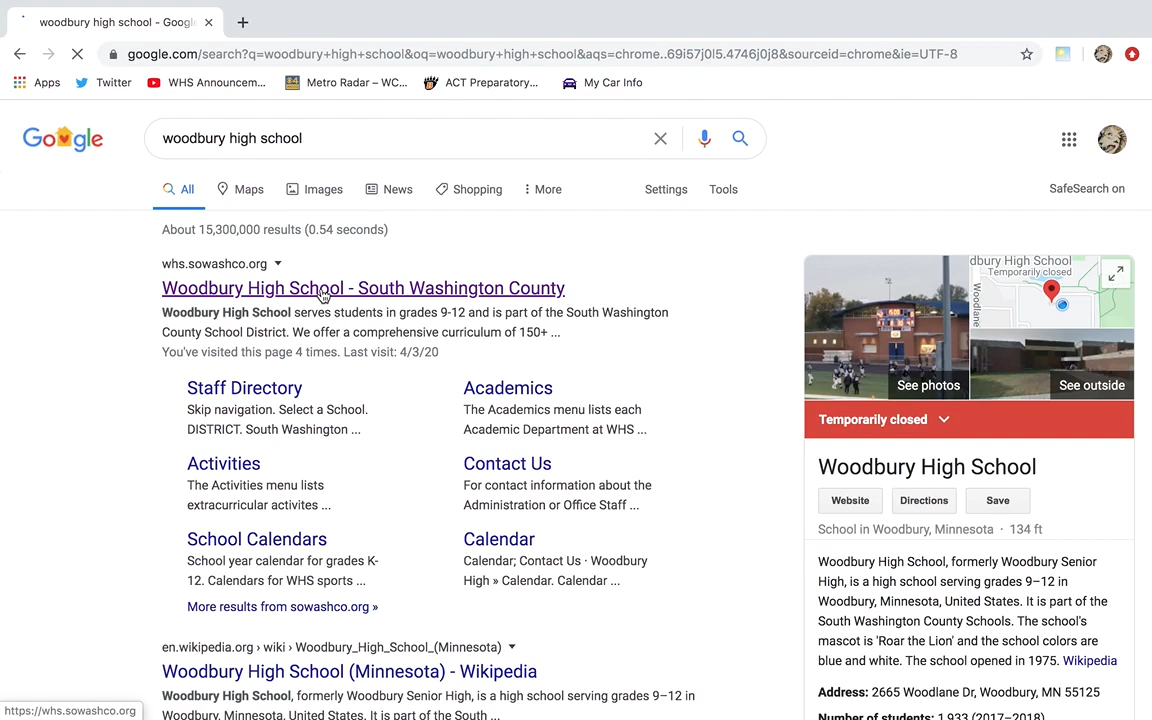 woodbury high school - Google
google.com/search?q=woodbury+high+school&oq=woodbury+high+school&aqs=chrome..69i57j0l5.4746j0j8&sourceid=chrome&ie=UTF-8
Apps Twitter WHS Announcem... Metro Radar – WC... ACT Preparatory... My Car Info
Google
woodbury high school
All Maps Images News Shopping More Settings Tools SafeSearch on
About 15,300,000 results (0.54 seconds)
whs.sowashco.org
Woodbury High School - South Washington County
Woodbury High School serves students in grades 9-12 and is part of the South Washington
County School District. We offer a comprehensive curriculum of 150+ ...
You've visited this page 4 times. Last visit: 4/3/20
Staff Directory
Skip navigation. Select a School.
DISTRICT. South Washington ...
Academics
The Academics menu lists each
Academic Department at WHS ...
Activities
The Activities menu lists
extracurricular activites ...
Contact Us
For contact information about the
Administration or Office Staff ...
School Calendars
School year calendar for grades K-
12. Calendars for WHS sports ...
Calendar
Calendar; Contact Us · Woodbury
High » Calendar. Calendar ...
More results from sowashco.org »
en.wikipedia.org › wiki › Woodbury_High_School_(Minnesota)
Woodbury High School (Minnesota) - Wikipedia
Woodbury High School, formerly Woodbury Senior High, is a high school serving grades 9–12 in
Woodbury, Minnesota, United States. It is part of the South ...
https://whs.sowashco.org
dbury High School
Temporarily closed
Woodlane
See photos
See outside
Temporarily closed
Woodbury High School
Website Directions Save
School in Woodbury, Minnesota · 134 ft
Woodbury High School, formerly Woodbury Senior
High, is a high school serving grades 9–12 in
Woodbury, Minnesota, United States. It is part of the
South Washington County Schools. The school's
mascot is 'Roar the Lion' and the school colors are
blue and white. The school opened in 1975. Wikipedia
Address: 2665 Woodlane Dr, Woodbury, MN 55125
Number of students: 1,933 (2017–2018)